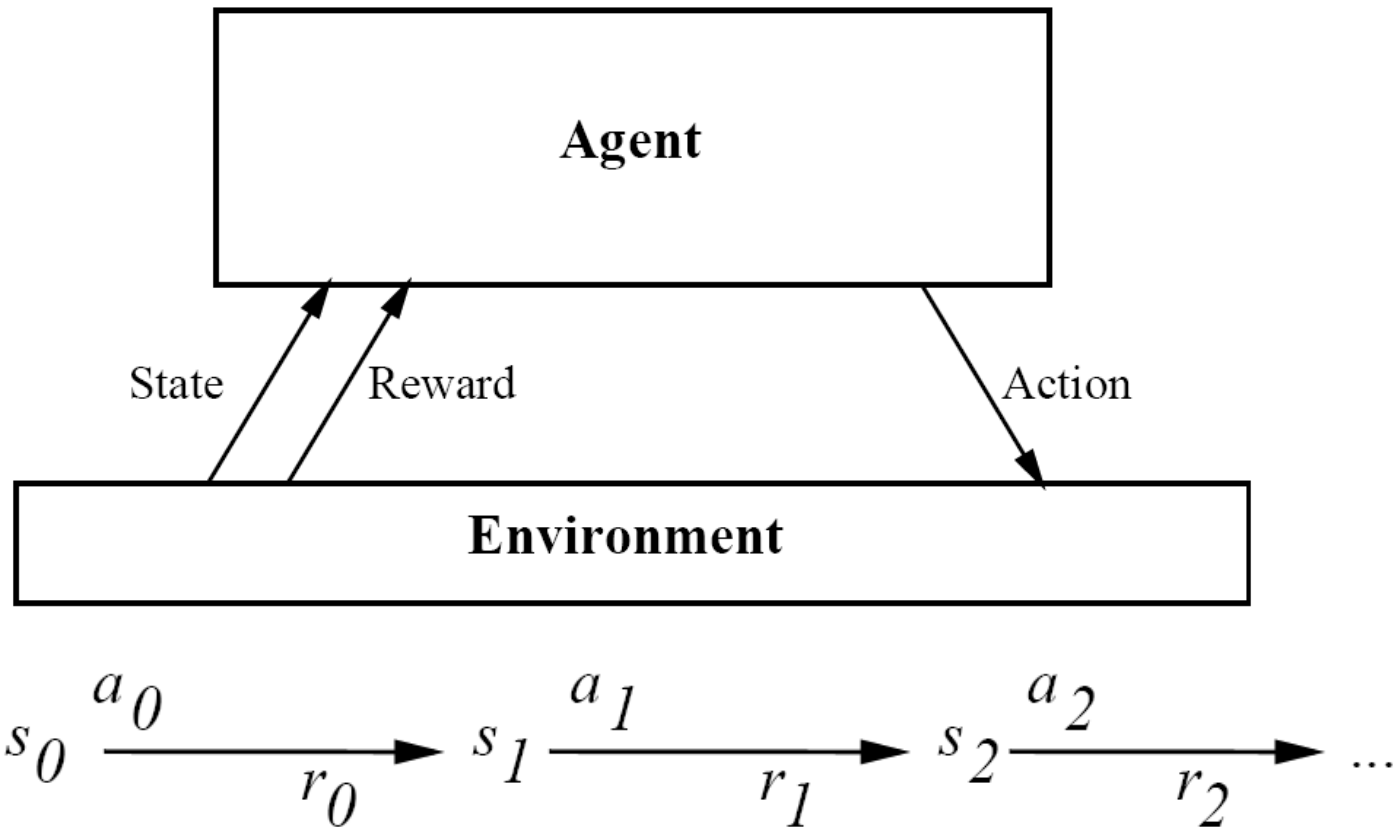 Agent
State Reward Action
Environment
a0 a1 a2
s0 s1 s2 ...
r0 r1 r2